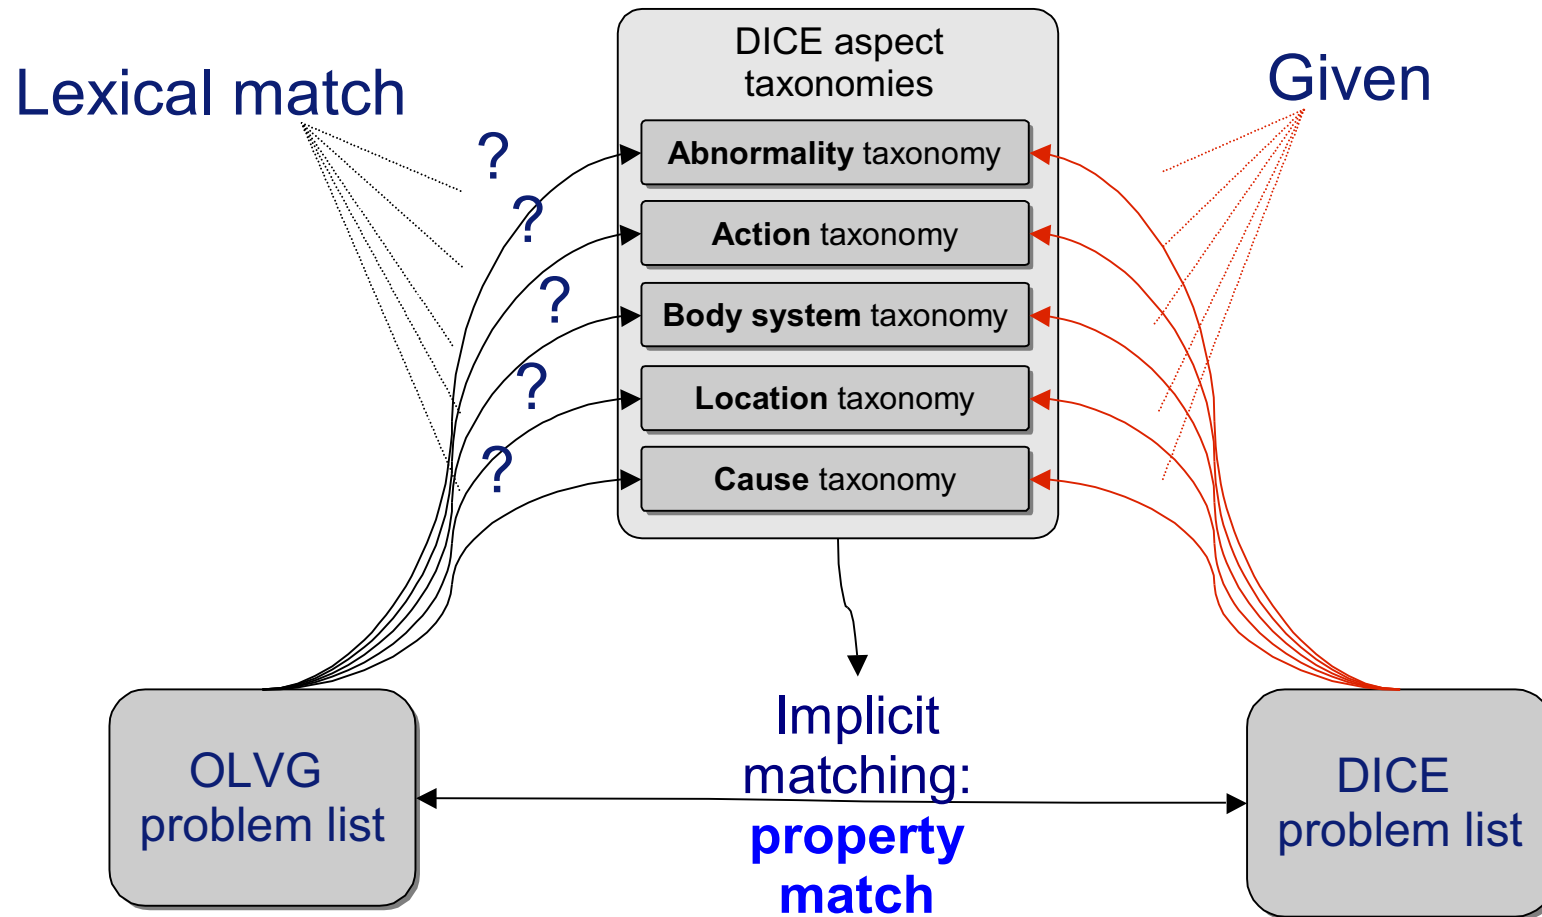 DICE aspect
taxonomies
Lexical match
Given
?
Abnormality taxonomy
?
Action taxonomy
?
Body system taxonomy
?
Location taxonomy
?
Cause taxonomy
OLVG
problem list
Implicit
matching:
property
match
DICE
problem list